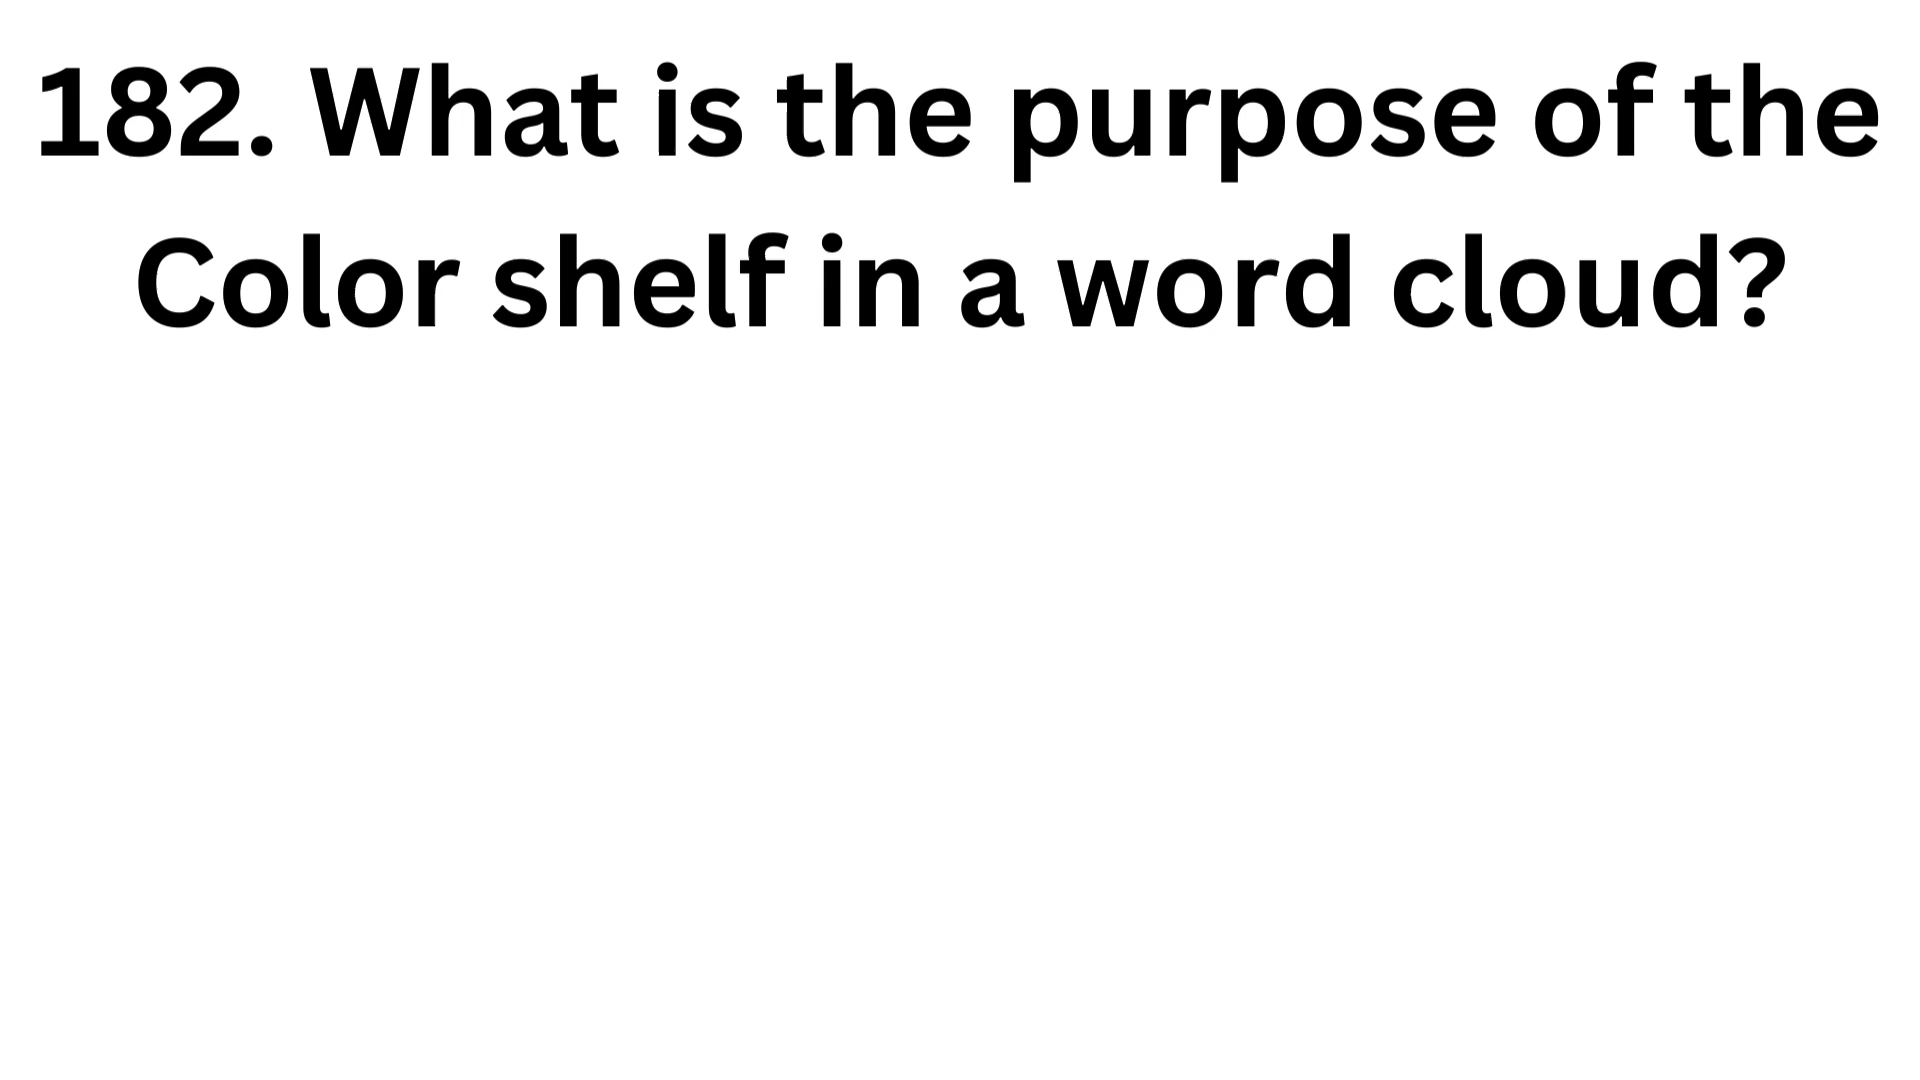 182. What is the purpose of the
Color shelf in a word cloud?